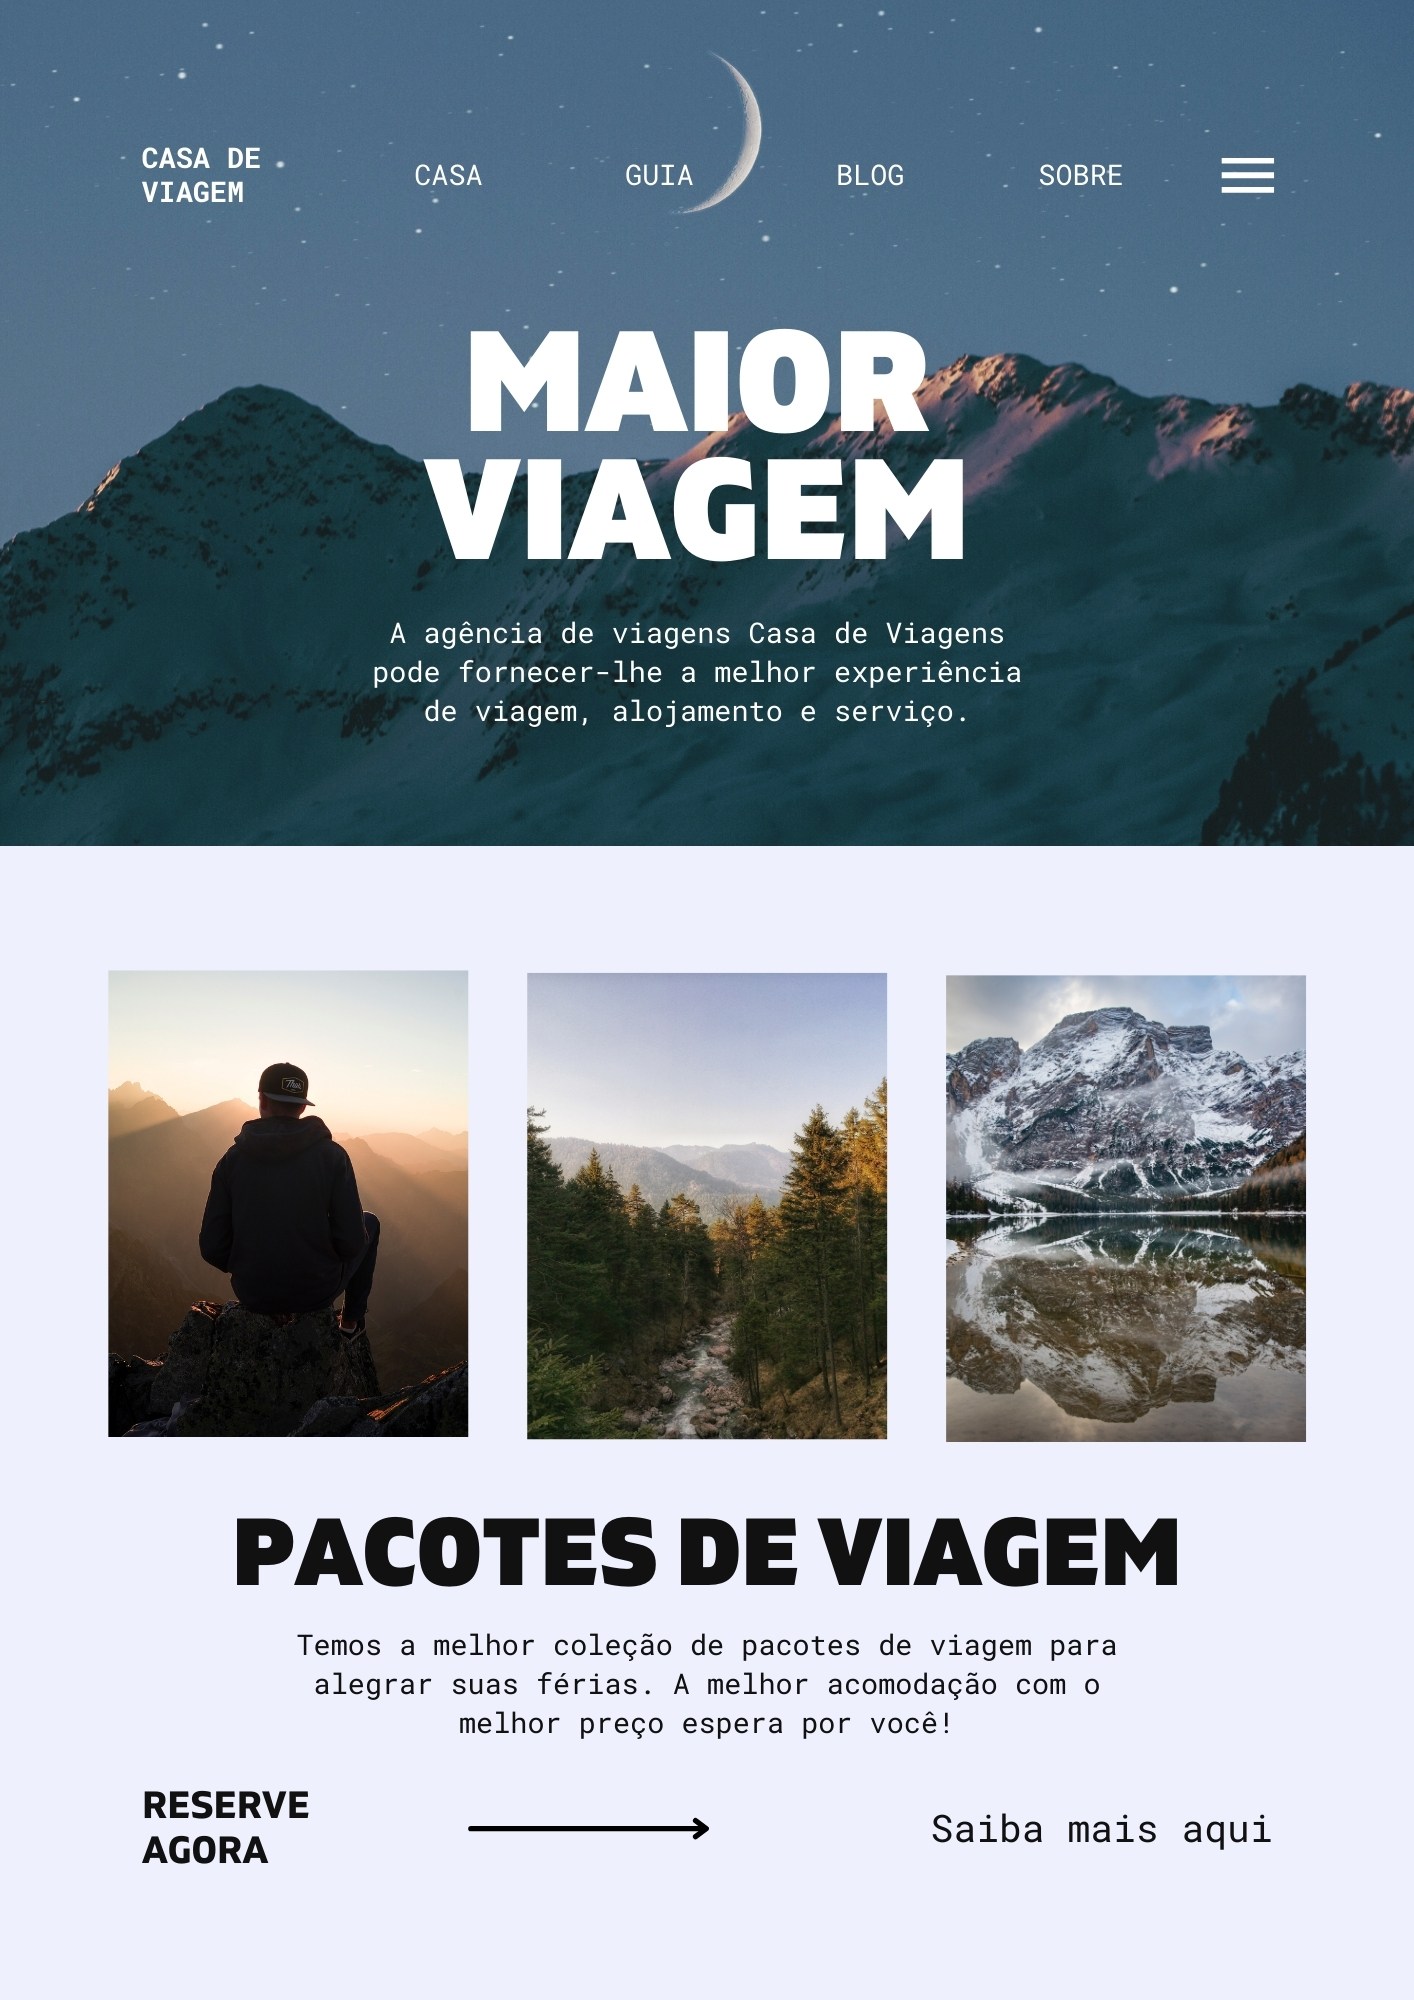 CASA DE
VIAGEM
CASA
GUIA
BLOG
SOBRE
MAIOR
VIAGEM
A agência de viagens Casa de Viagens
pode fornecer-lhe a melhor experiência
de viagem, alojamento e serviço.
PACOTES DE VIAGEM
Temos a melhor coleção de pacotes de viagem para
alegrar suas férias. A melhor acomodação com o
melhor preço espera por você!
RESERVE
AGORA
Saiba mais aqui